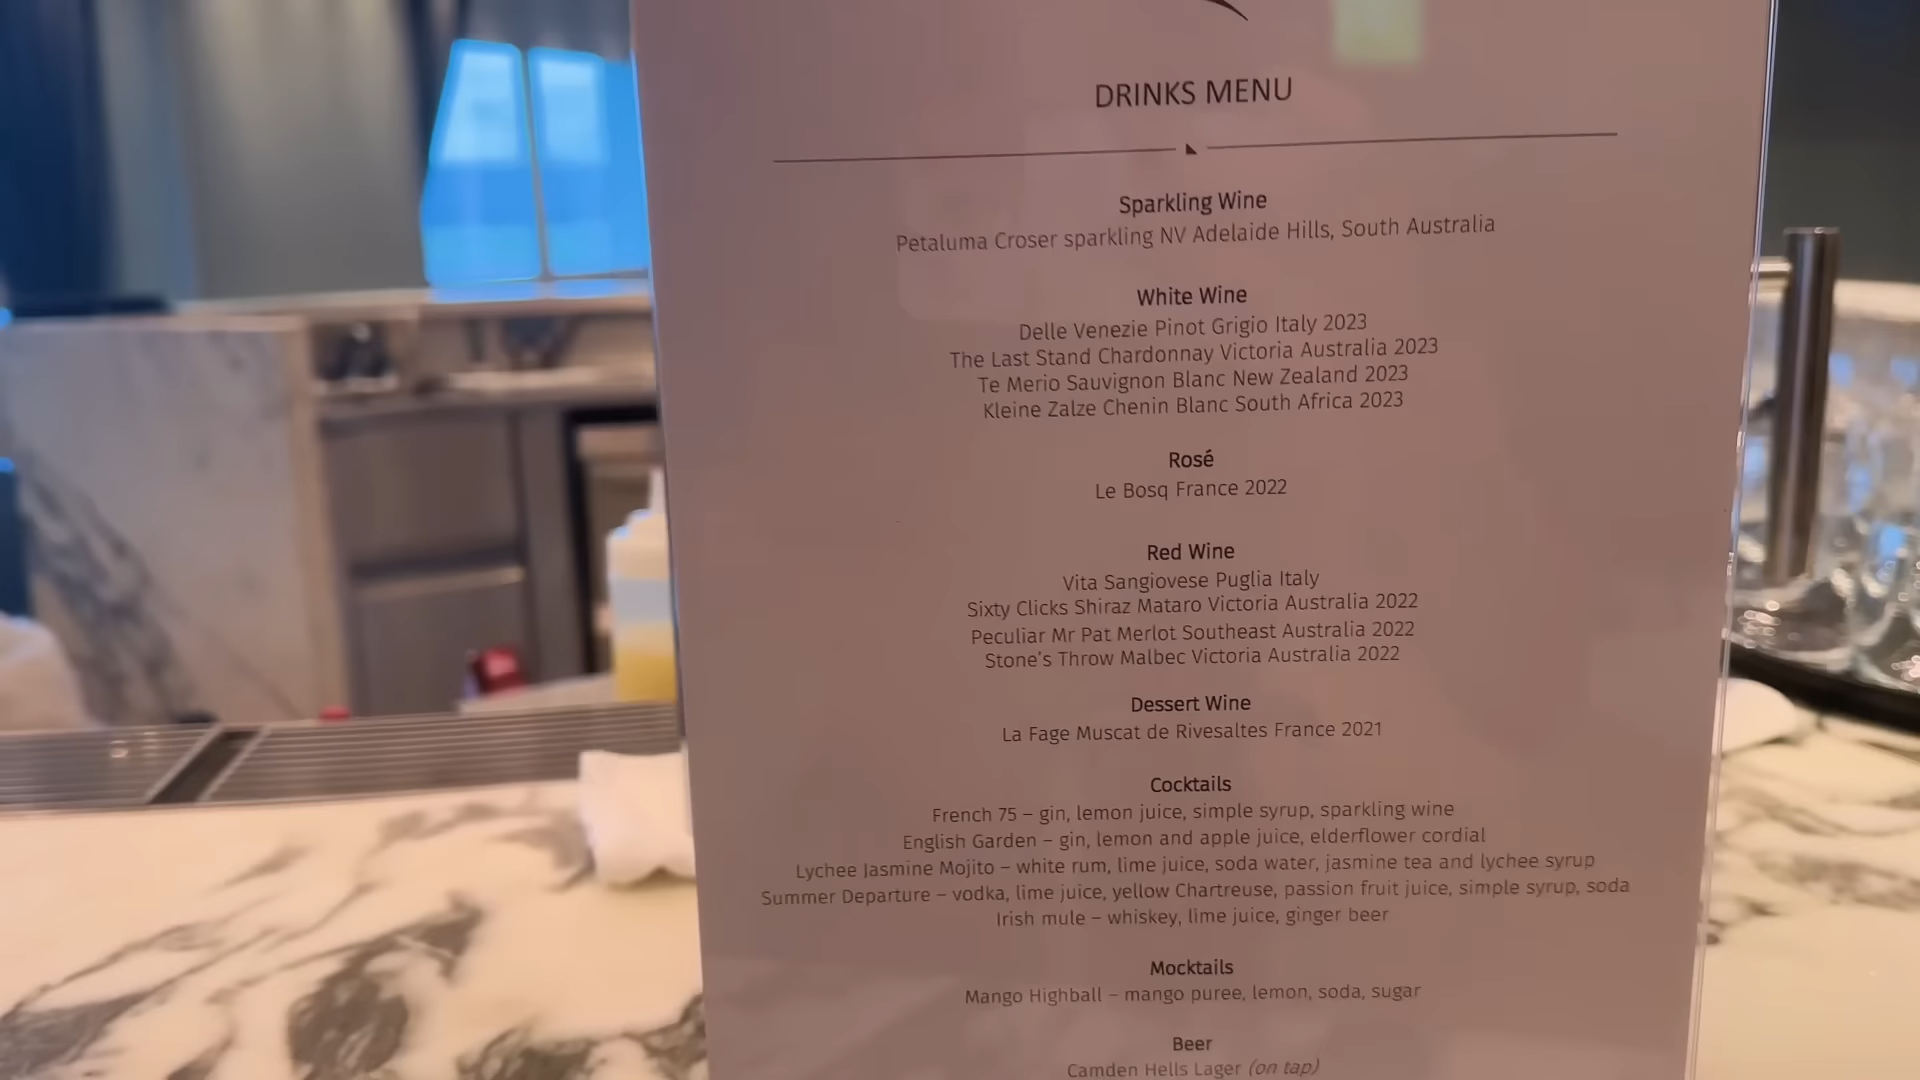 DRINKS MENU
Sparkling Wine
Petaluma Croser sparkling NV Adelaide Hills, South Australia
White Wine
Delle Venezie Pinot Grigio Italy 2023
The Last Stand Chardonnay Victoria Australia 2023
Te Merio Sauvignon Blanc New Zealand 2023
Kleine Zalze Chenin Blanc South Africa 2023
Rosé
Le Bosq France 2022
Red Wine
Vita Sangiovese Puglia Italy
Sixty Clicks Shiraz Mataro Victoria Australia 2022
Peculiar Mr Pat Merlot Southeast Australia 2022
Stone's Throw Malbec Victoria Australia 2022
Dessert Wine
La Fage Muscat de Rivesaltes France 2021
Cocktails
French 75 – gin, lemon juice, simple syrup, sparkling wine
English Garden – gin, lemon and apple juice, elderflower cordial
Lychee Jasmine Mojito – white rum, lime juice, soda water, jasmine tea and lychee syrup
Summer Departure – vodka, lime juice, yellow Chartreuse, passion fruit juice, simple syrup, soda
Irish mule – whiskey, lime juice, ginger beer
Mocktails
Mango Highball – mango puree, lemon, soda, sugar
Beer
Camden Hells Lager (on tap)